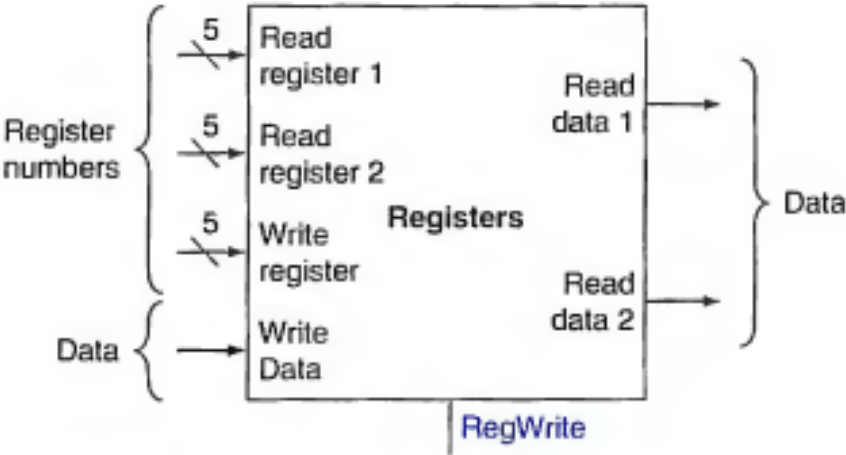 Register
numbers
5
Read
register 1
5
Read
register 2
5
Write
register
Data
Write
Data
Registers
Read
data 1
Read
data 2
Data
RegWrite